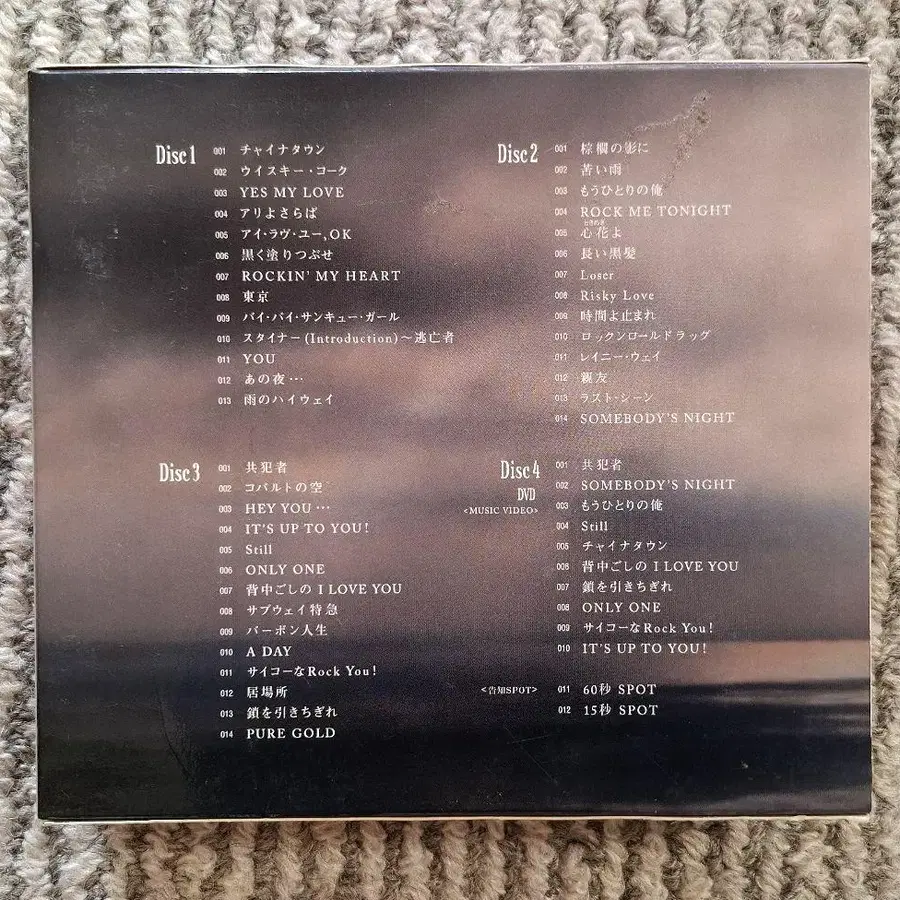 Disc1
001 チャイナタウン
002 ウイスキー・コーク
003 YES MY LOVE
004 アリよさらば
005 アイ・ラヴ・ユー,OK
006 黒く塗りつぶせ
007 ROCKIN' MY HEART
008 東京
009 バイ・バイ・サンキュー・ガール
010 スタイナー(Introduction)〜逃亡者
011 YOU
012 あの夜…
013 雨のハイウェイ
Disc2
001 棕櫚の影に
002 苦い雨
003 もうひとりの俺
004 ROCK ME TONIGHT
ときめき
005 心花よ
006 長い黒髪
007 Loser
008 Risky Love
009 時間よ止まれ
010 ロックンロールドラッグ
011 レイニー・ウェイ
012 親友
013 ラスト・シーン
014 SOMEBODY'S NIGHT
Disc3
001 共犯者
002 コバルトの空
003 HEY YOU…
004 IT'S UP TO YOU!
005 Still
006 ONLY ONE
007 背中ごしの I LOVE YOU
008 サブウェイ特急
009 バーボン人生
010 A DAY
011 サイコーなRock You!
012 居場所
013 鎖を引きちぎれ
014 PURE GOLD
Disc4
DVD
<MUSIC VIDEO>
001 共犯者
002 SOMEBODY'S NIGHT
003 もうひとりの俺
004 Still
005 チャイナタウン
006 背中ごしの I LOVE YOU
007 鎖を引きちぎれ
008 ONLY ONE
009 サイコーなRock You!
010 IT'S UP TO YOU!
<告知SPOT>
011 60秒 SPOT
012 15秒 SPOT